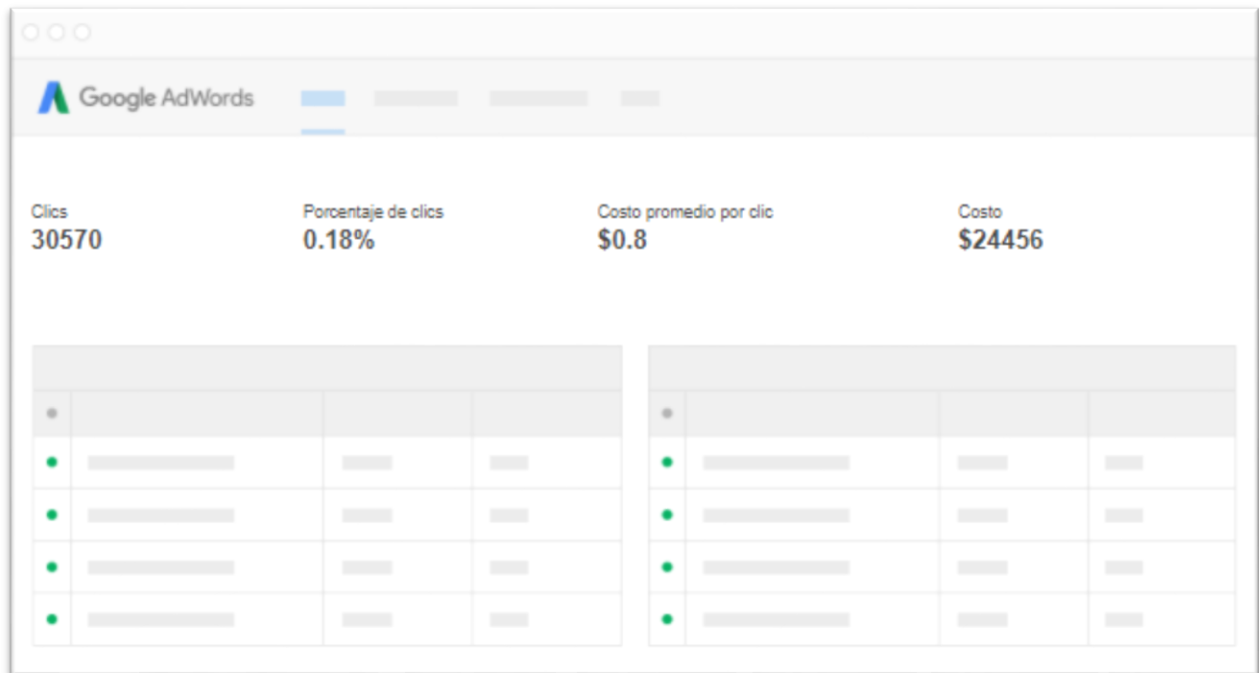 Google AdWords
Clics
30570
Porcentaje de clics
0.18%
Costo promedio por clic
$0.8
Costo
$24456